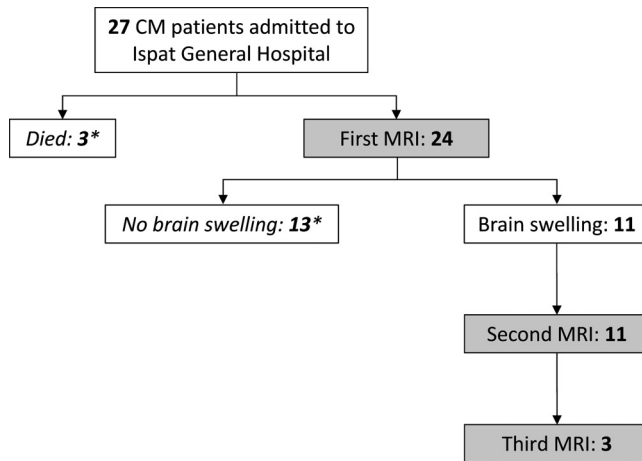 27 CM patients admitted to
Ispat General Hospital
Died: 3*
First MRI: 24
No brain swelling: 13*
Brain swelling: 11
Second MRI: 11
Third MRI: 3